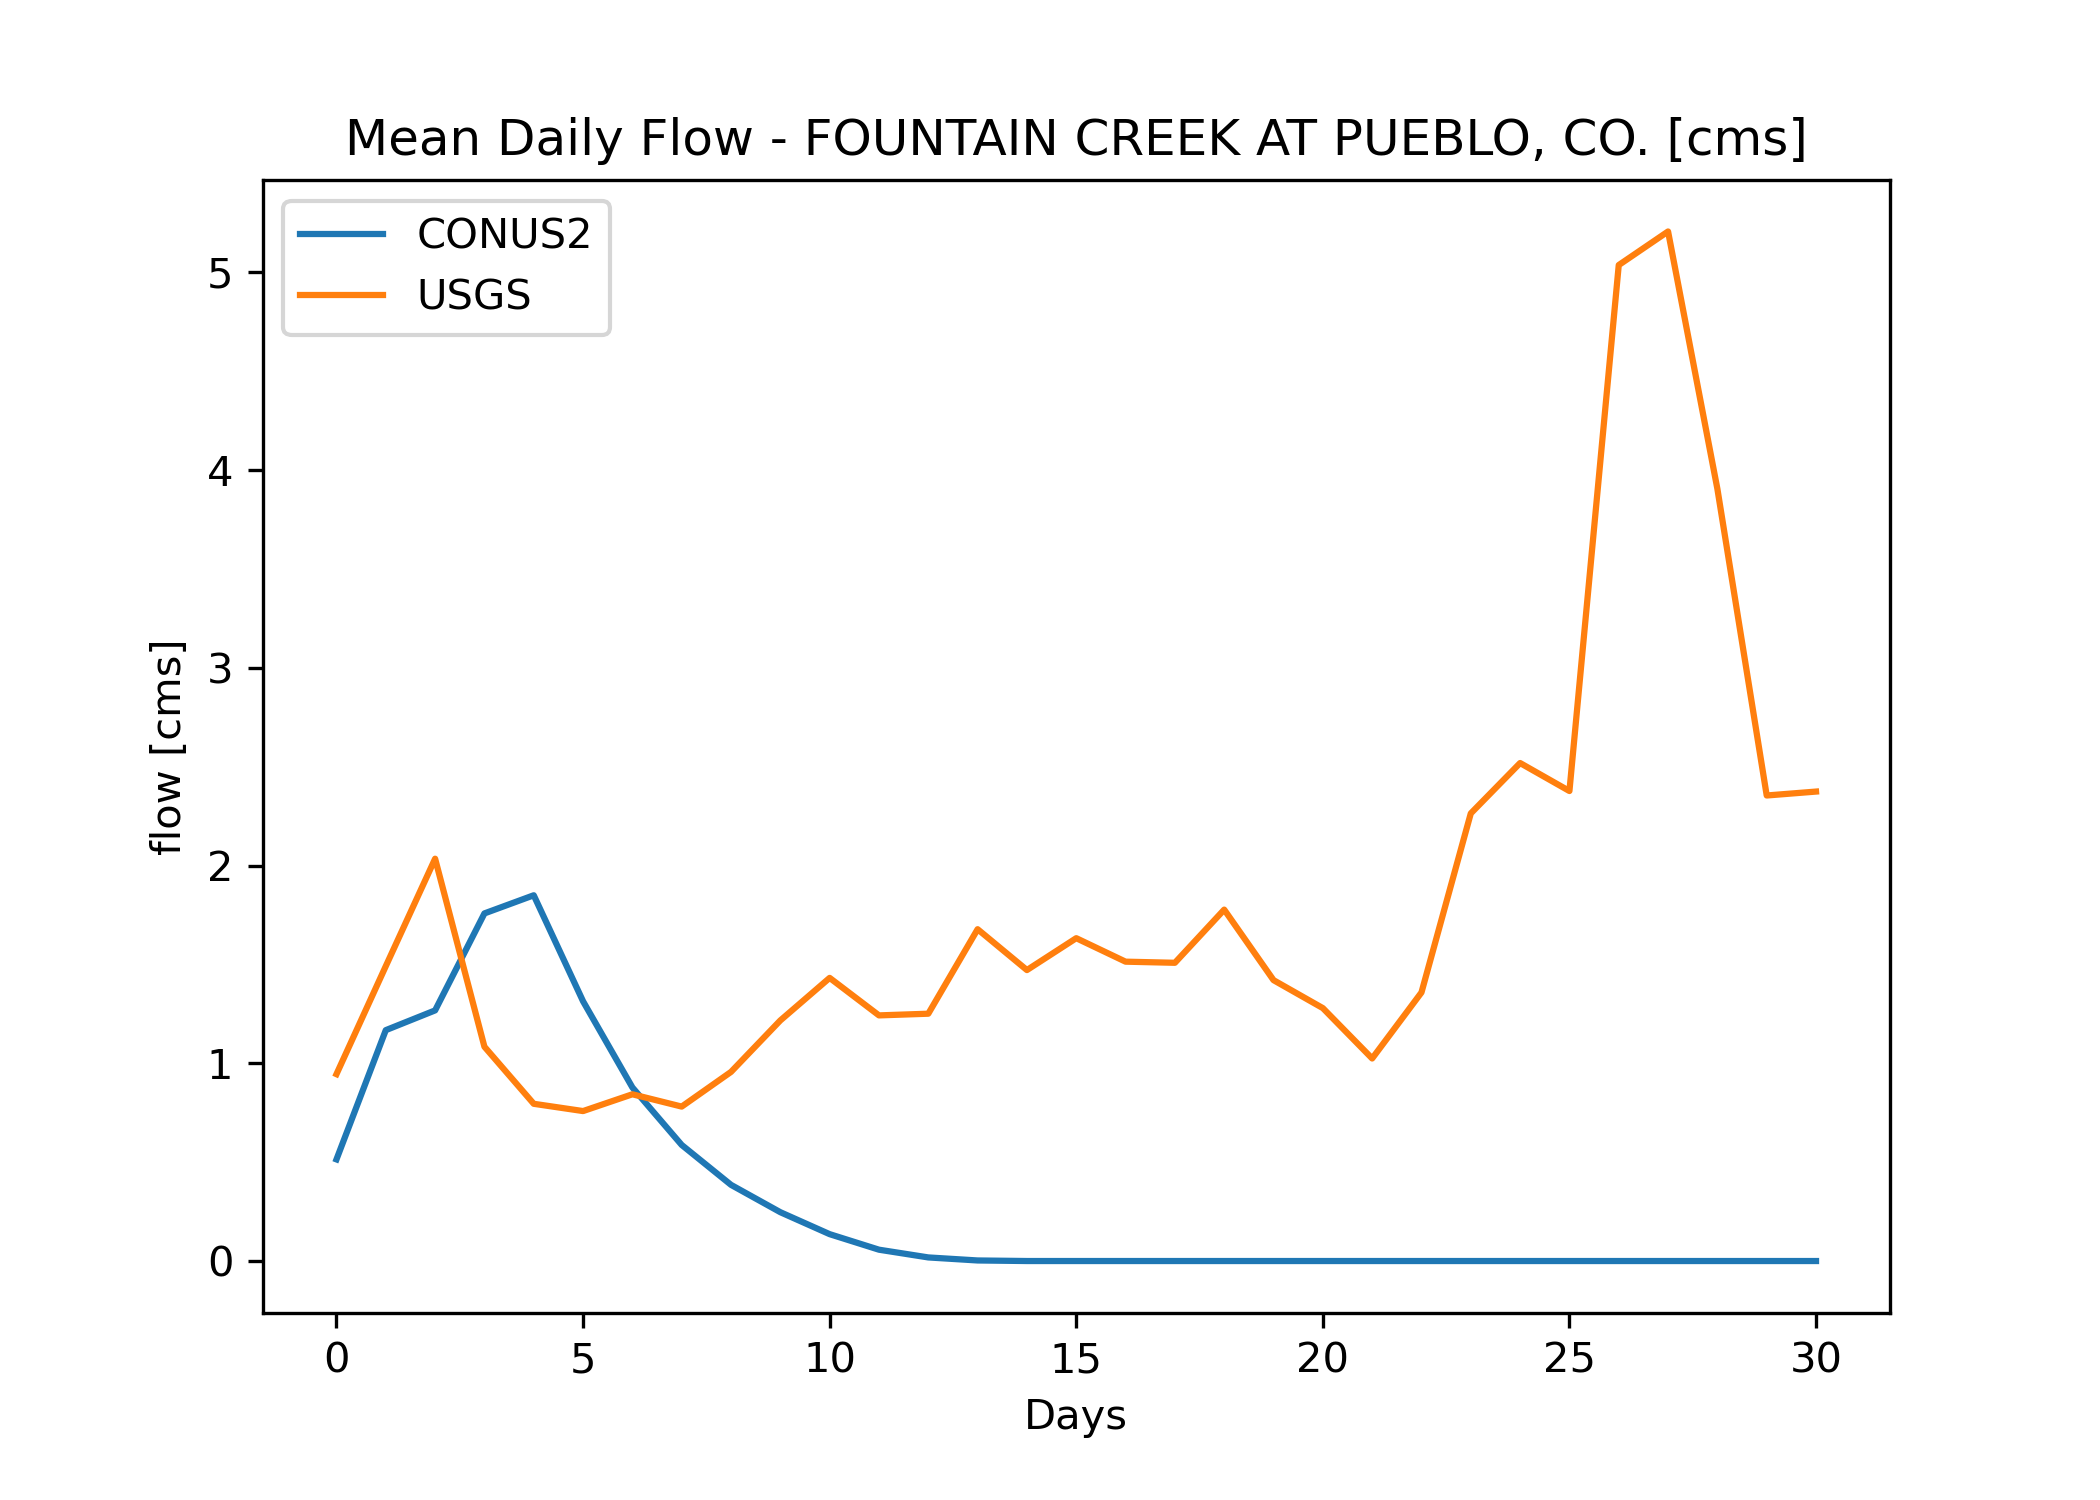 Mean Daily Flow - FOUNTAIN CREEK AT PUEBLO, CO. [cms]
CONUS2
USGS
5
4
3
2
1
0
flow [cms]
0 5 10 15 20 25 30
Days